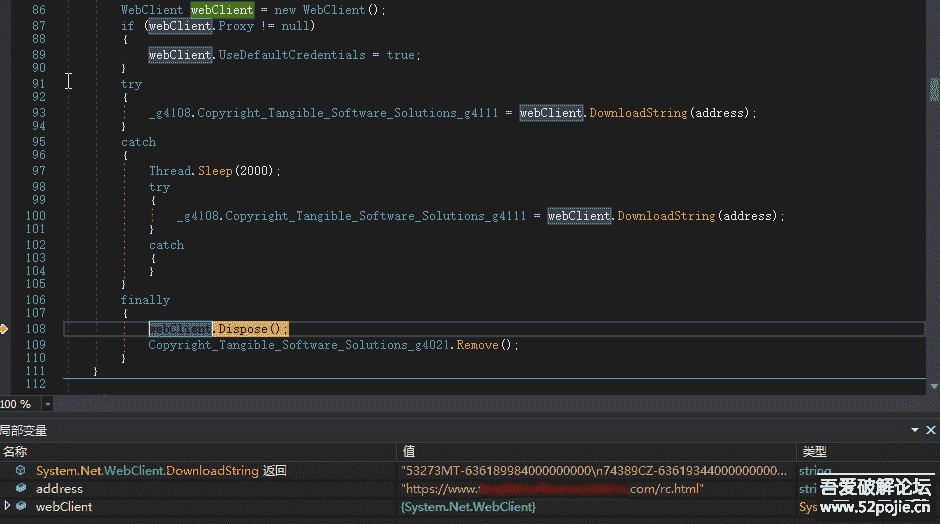 86 WebClient webClient = new WebClient();
87 if (webClient.Proxy != null)
88 {
89 webClient.UseDefaultCredentials = true;
90 }
91 try
92 {
93 _g4108.Copyright_Tangible_Software_Solutions_g4111 = webClient.DownloadString(address);
94 }
95 catch
96 {
97 Thread.Sleep(2000);
98 try
99 {
100 _g4108.Copyright_Tangible_Software_Solutions_g4111 = webClient.DownloadString(address);
101 }
102 catch
103 {
104 }
105 }
106 finally
107 {
108 webClient.Dispose();
109 Copyright_Tangible_Software_Solutions_g4021.Remove();
110 }
111 }
112
100 %
局部变量
名称 值 类型
System.Net.WebClient.DownloadString 返回 "53273MT-636189984000000000\n74389CZ-63619344000000000... string
address "https://www. .com/rc.html" stri
webClient {System.Net.WebClient} Sys
吾爱破解论坛
www.52pojie.cn